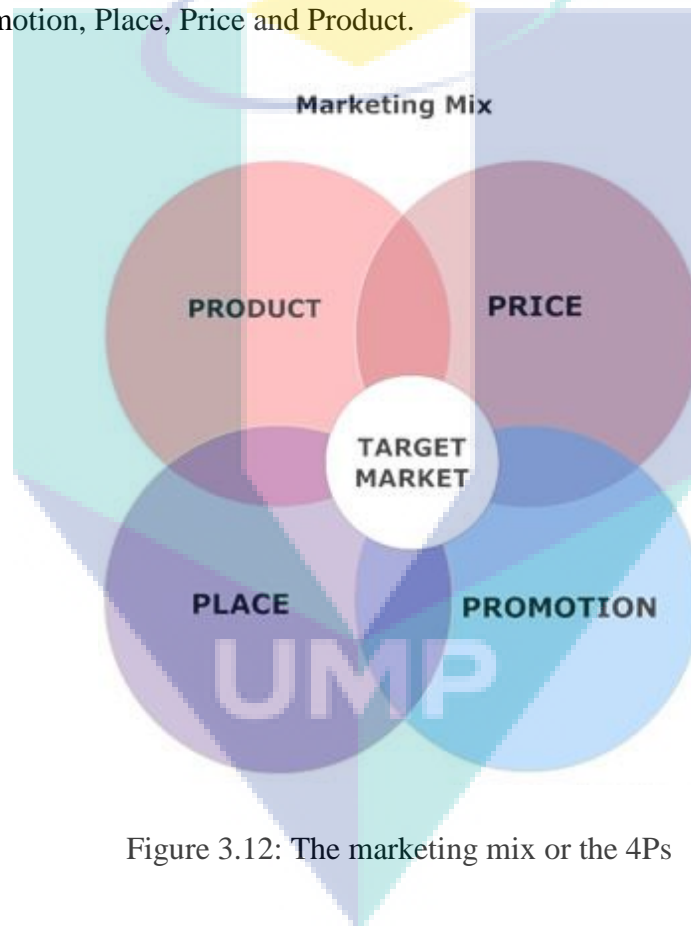 Place, Price and Product.
Marketing Mix
PRODUCT
PRICE
TARGET
MARKET
PLACE
PROMOTION
UMP
Figure 3.12: The marketing mix or the 4Ps